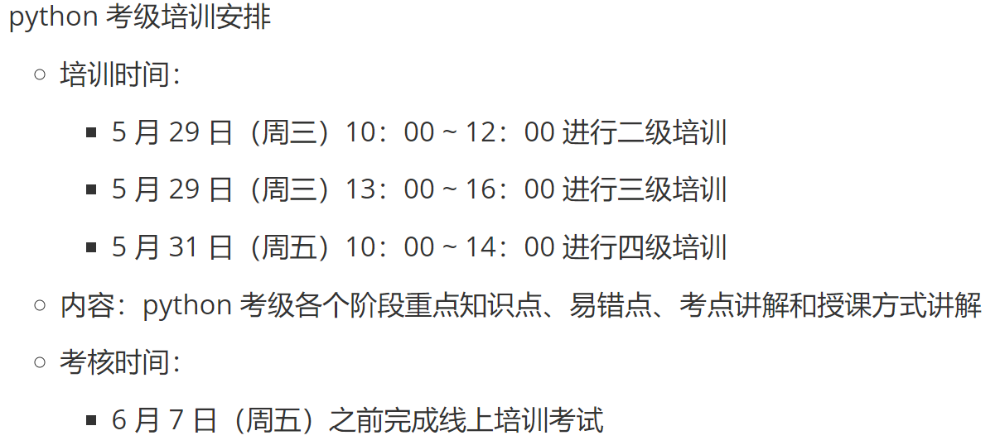 python 考级培训安排
培训时间：
5 月 29 日（周三）10：00 ~ 12：00 进行二级培训
5 月 29 日（周三）13：00 ~ 16：00 进行三级培训
5 月 31 日（周五）10：00 ~ 14：00 进行四级培训
内容：python 考级各个阶段重点知识点、易错点、考点讲解和授课方式讲解
考核时间：
6 月 7 日（周五）之前完成线上培训考试